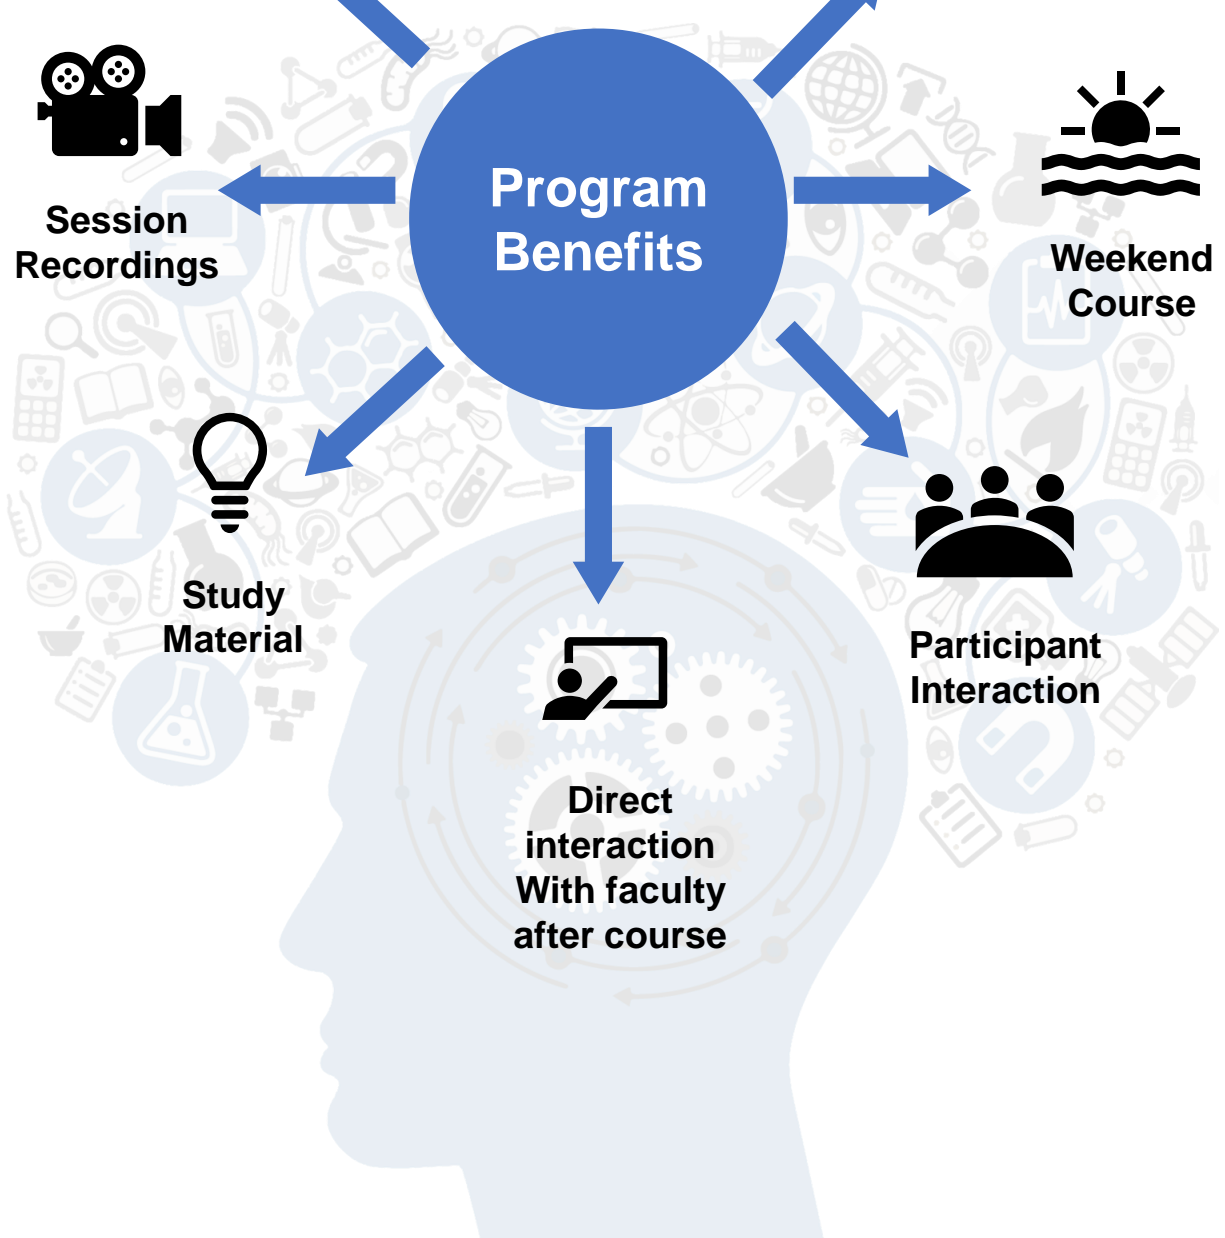 Program
Benefits
Session
Recordings
Weekend
Course
Study
Material
Participant
Interaction
Direct
interaction
With faculty
after course